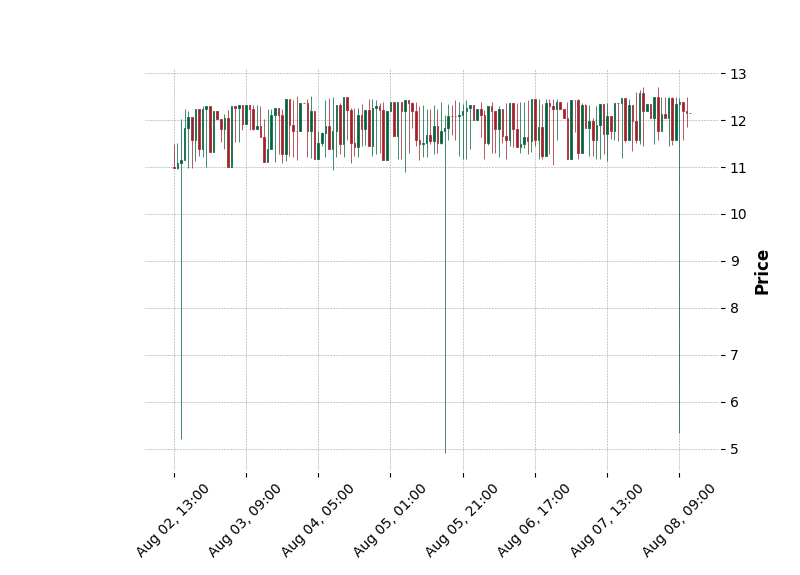 13
12
11
10
9
8
7
6
5
Price
Aug 02, 13:00
Aug 03, 09:00
Aug 04, 05:00
Aug 05, 01:00
Aug 05, 21:00
Aug 06, 17:00
Aug 07, 13:00
Aug 08, 09:00